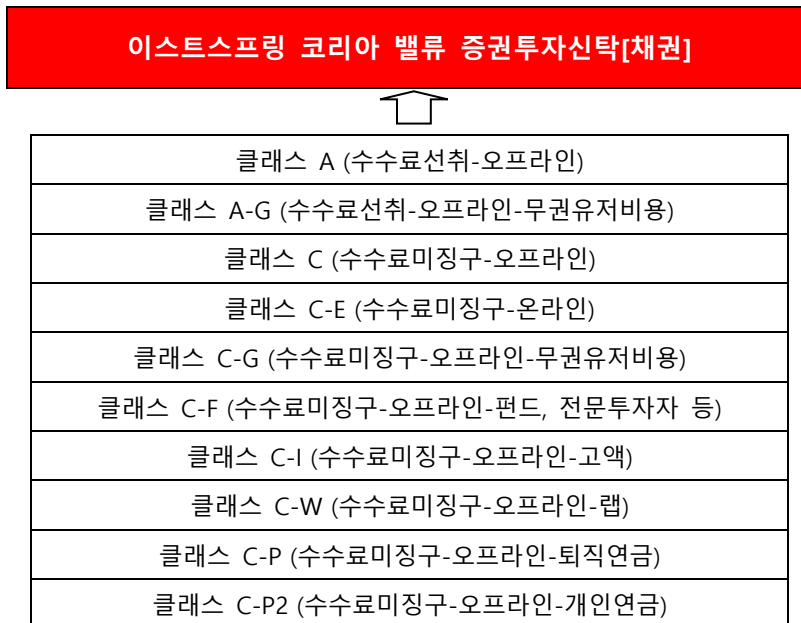 이스트스프링 코리아 밸류 증권투자신탁[채권]
클래스 A (수수료선취-오프라인)
클래스 A-G (수수료선취-오프라인-무권유저비용)
클래스 C (수수료미징구-오프라인)
클래스 C-E (수수료미징구-온라인)
클래스 C-G (수수료미징구-오프라인-무권유저비용)
클래스 C-F (수수료미징구-오프라인-펀드, 전문투자자 등)
클래스 C-I (수수료미징구-오프라인-고액)
클래스 C-W (수수료미징구-오프라인-랩)
클래스 C-P (수수료미징구-오프라인-퇴직연금)
클래스 C-P2 (수수료미징구-오프라인-개인연금)